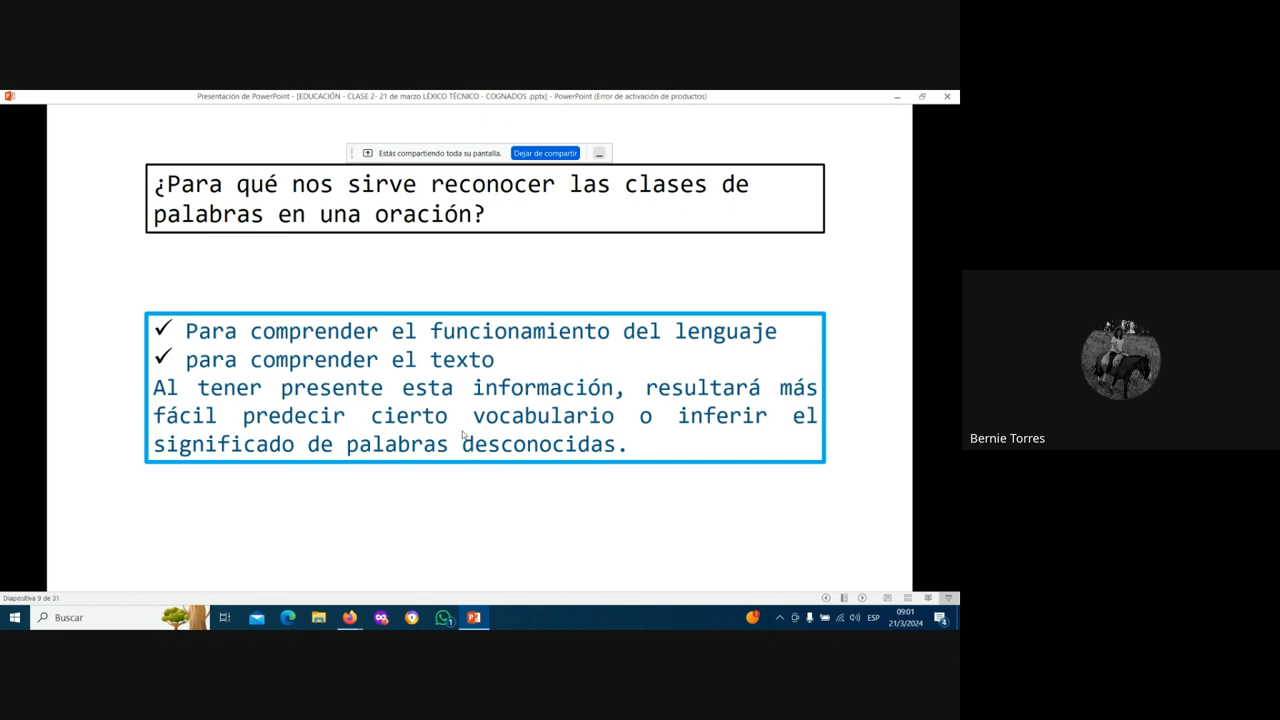 Presentación de PowerPoint - [EDUCACIÓN - CLASE 2- 21 de marzo LÉXICO TÉCNICO - COGNADOS .pptx] - PowerPoint (Error de activación de productos)
Estás compartiendo toda su pantalla.
Dejar de compartir
¿Para qué nos sirve reconocer las clases de
palabras en una oración?
✓ Para comprender el funcionamiento del lenguaje
✓ para comprender el texto
Al tener presente esta información, resultará más
fácil predecir cierto vocabulario o inferir el
significado de palabras desconocidas.
Bernie Torres
Diapositiva 9 de 31
Buscar
ESP
09:01
21/3/2024